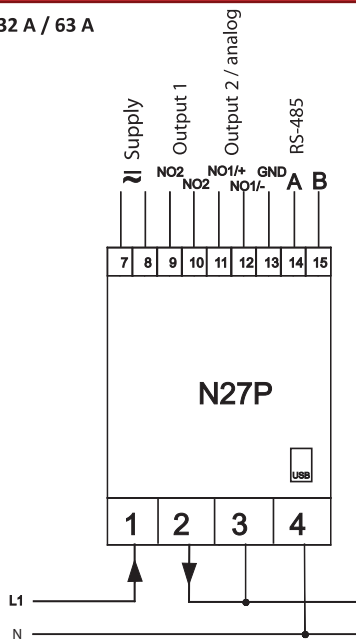 32 A / 63 A
Supply
Output 1
Output 2 / analog
RS-485
NO2
NO2
NO1/+
NO1/-
GND
A
B
7 8 9 10 11 12 13 14 15
N27P
USB
1 2 3 4
L1
N